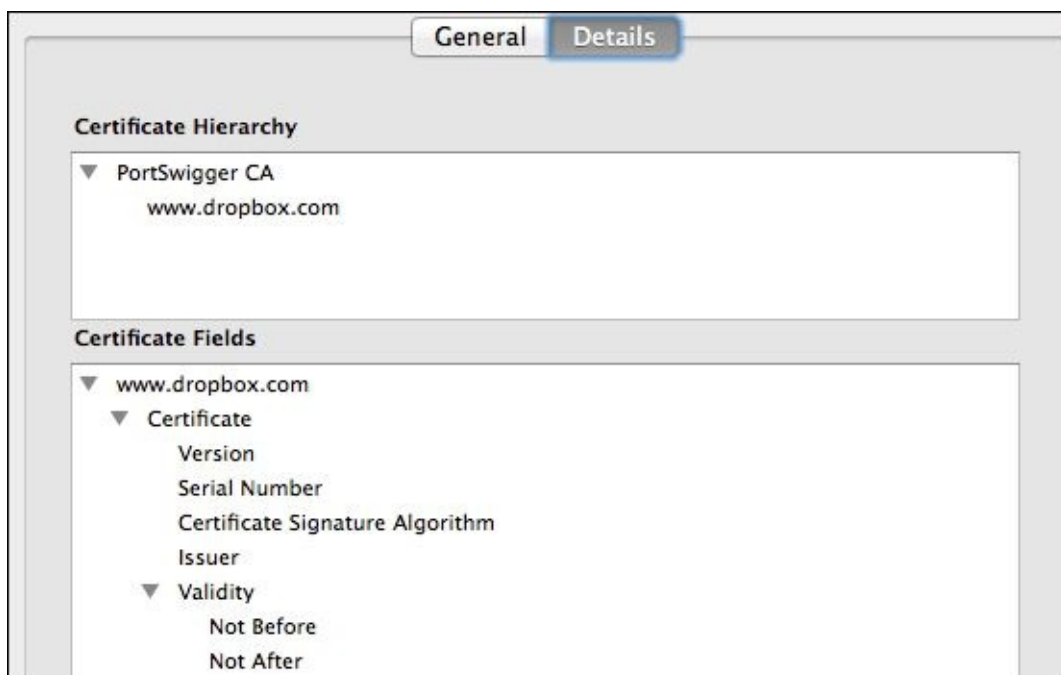 General Details
Certificate Hierarchy
PortSwigger CA
www.dropbox.com
Certificate Fields
www.dropbox.com
Certificate
Version
Serial Number
Certificate Signature Algorithm
Issuer
Validity
Not Before
Not After